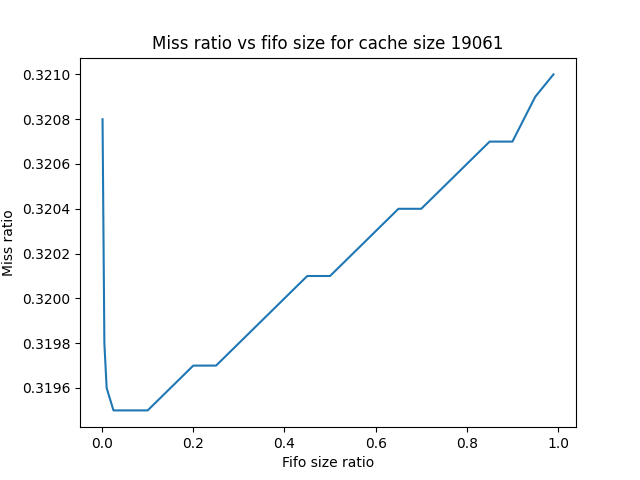 Miss ratio vs fifo size for cache size 19061
Miss ratio
0.3210
0.3208
0.3206
0.3204
0.3202
0.3200
0.3198
0.3196
0.0 0.2 0.4 0.6 0.8 1.0
Fifo size ratio